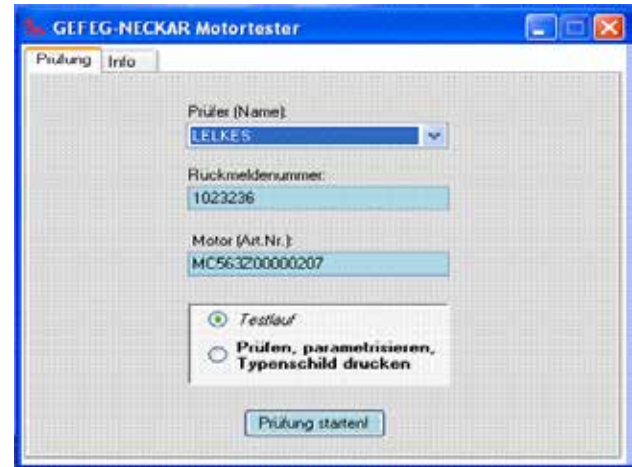 GEFEG-NECKAR Motortester
Prüfung Info
Prüfer (Name):
LELKES
Rückmeldenummer:
1023236
Motor (Art.Nr.):
MC563Z00000207
Testlauf
Prüfen, parametrisieren,
Typenschild drucken
Prüfung starten!